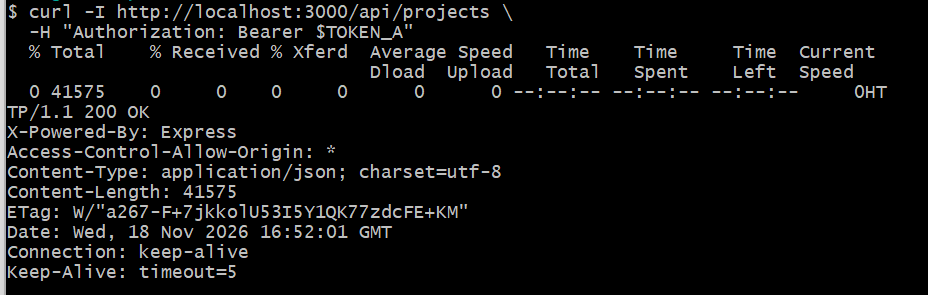 $ curl -I http://localhost:3000/api/projects \
  -H "Authorization: Bearer $TOKEN_A"
  % Total    % Received % Xferd  Average Speed   Time    Time     Time  Current
                                 Dload  Upload   Total   Spent    Left  Speed
  0 41575    0     0    0     0      0      0 --:--:-- --:--:-- --:--:--     0HT
TP/1.1 200 OK
X-Powered-By: Express
Access-Control-Allow-Origin: *
Content-Type: application/json; charset=utf-8
Content-Length: 41575
ETag: W/"a267-F+7jkkolU53I5Y1QK77zdcFE+KM"
Date: Wed, 18 Nov 2026 16:52:01 GMT
Connection: keep-alive
Keep-Alive: timeout=5